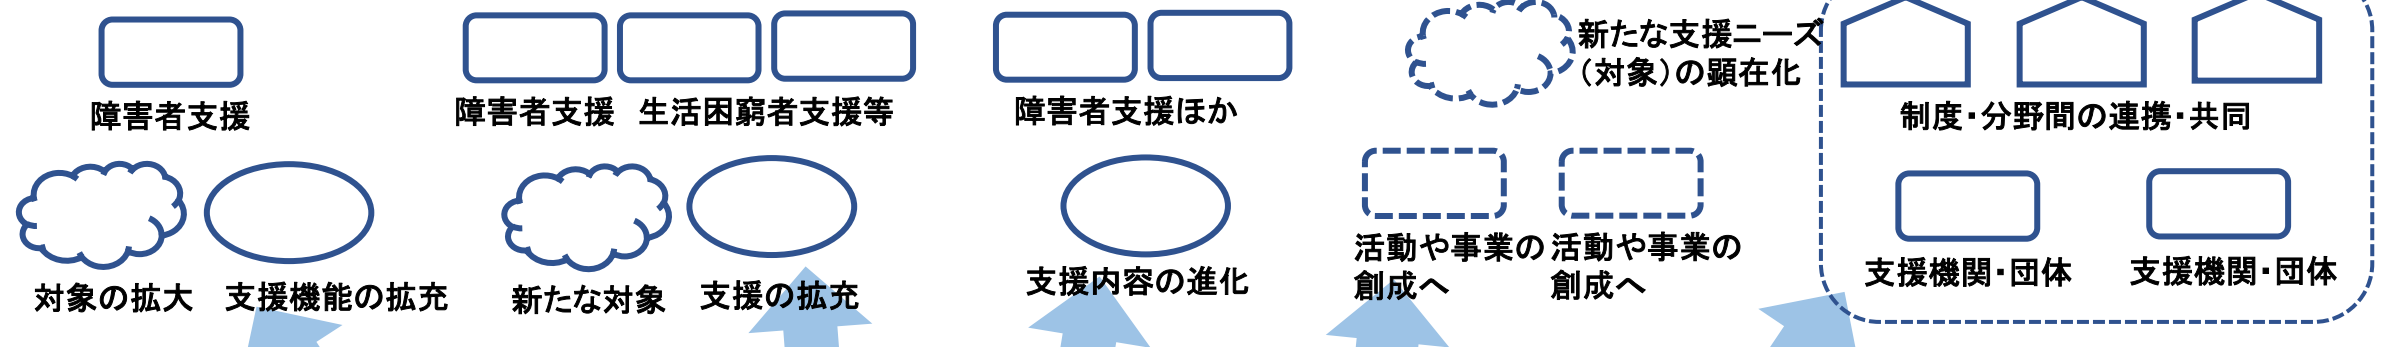 障害者支援
対象の拡大
支援機能の拡充
障害者支援
生活困窮者支援等
新たな対象
支援の拡充
障害者支援ほか
支援内容の進化
新たな支援ニーズ
（対象）の顕在化
活動や事業の
創成へ
活動や事業の
創成へ
制度・分野間の連携・共同
支援機関・団体
支援機関・団体